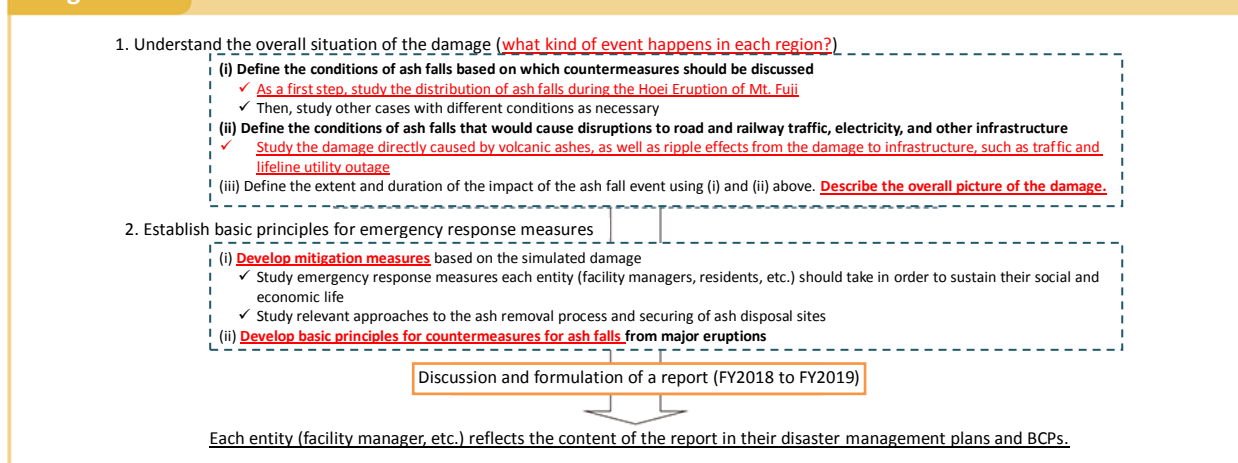 1. Understand the overall situation of the damage (what kind of event happens in each region?)
(i) Define the conditions of ash falls based on which countermeasures should be discussed
✓ As a first step, study the distribution of ash falls during the Hoei Eruption of Mt. Fuji
✓ Then, study other cases with different conditions as necessary
(ii) Define the conditions of ash falls that would cause disruptions to road and railway traffic, electricity, and other infrastructure
✓ Study the damage directly caused by volcanic ashes, as well as ripple effects from the damage to infrastructure, such as traffic and
lifeline utility outage
(iii) Define the extent and duration of the impact of the ash fall event using (i) and (ii) above. Describe the overall picture of the damage.
2. Establish basic principles for emergency response measures
(i) Develop mitigation measures based on the simulated damage
✓ Study emergency response measures each entity (facility managers, residents, etc.) should take in order to sustain their social and
economic life
✓ Study relevant approaches to the ash removal process and securing of ash disposal sites
(ii) Develop basic principles for countermeasures for ash falls from major eruptions
Discussion and formulation of a report (FY2018 to FY2019)
Each entity (facility manager, etc.) reflects the content of the report in their disaster management plans and BCPs.